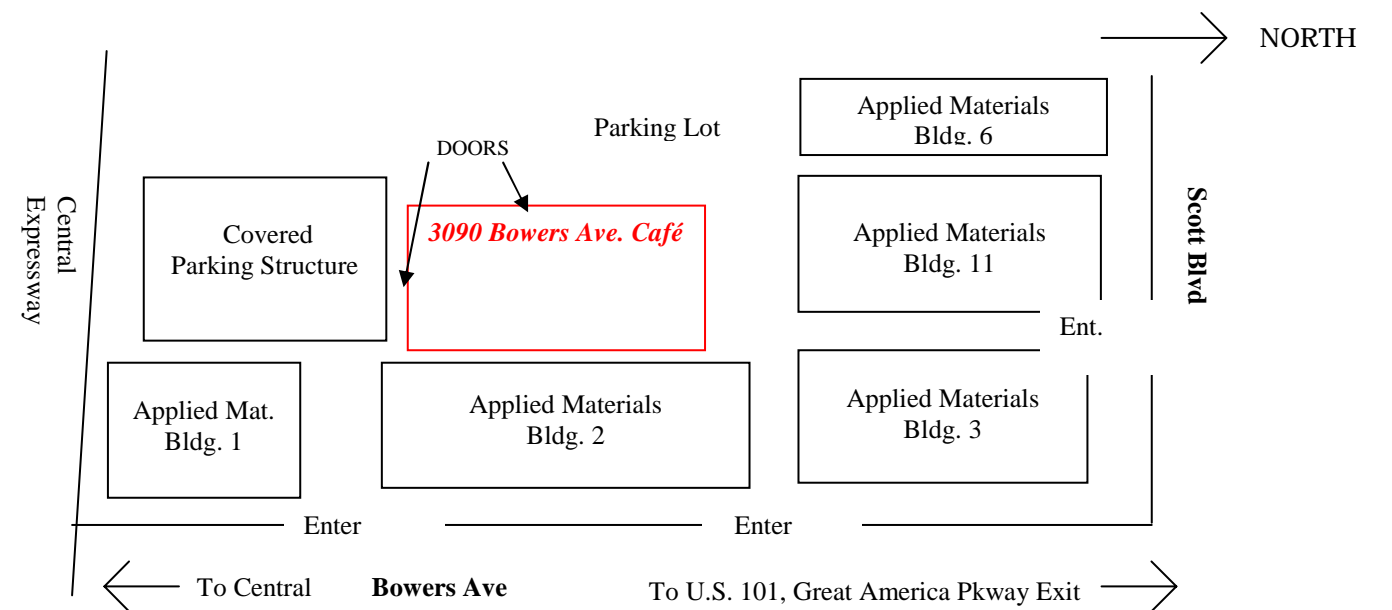 NORTH
Applied Materials
Bldg. 6
Parking Lot
DOORS
Central
Expressway
Covered
Parking Structure
3090 Bowers Ave. Café
Applied Materials
Bldg. 11
Scott Blvd
Ent.
Applied Mat.
Bldg. 1
Applied Materials
Bldg. 2
Applied Materials
Bldg. 3
Enter
Enter
To Central
Bowers Ave
To U.S. 101, Great America Pkway Exit